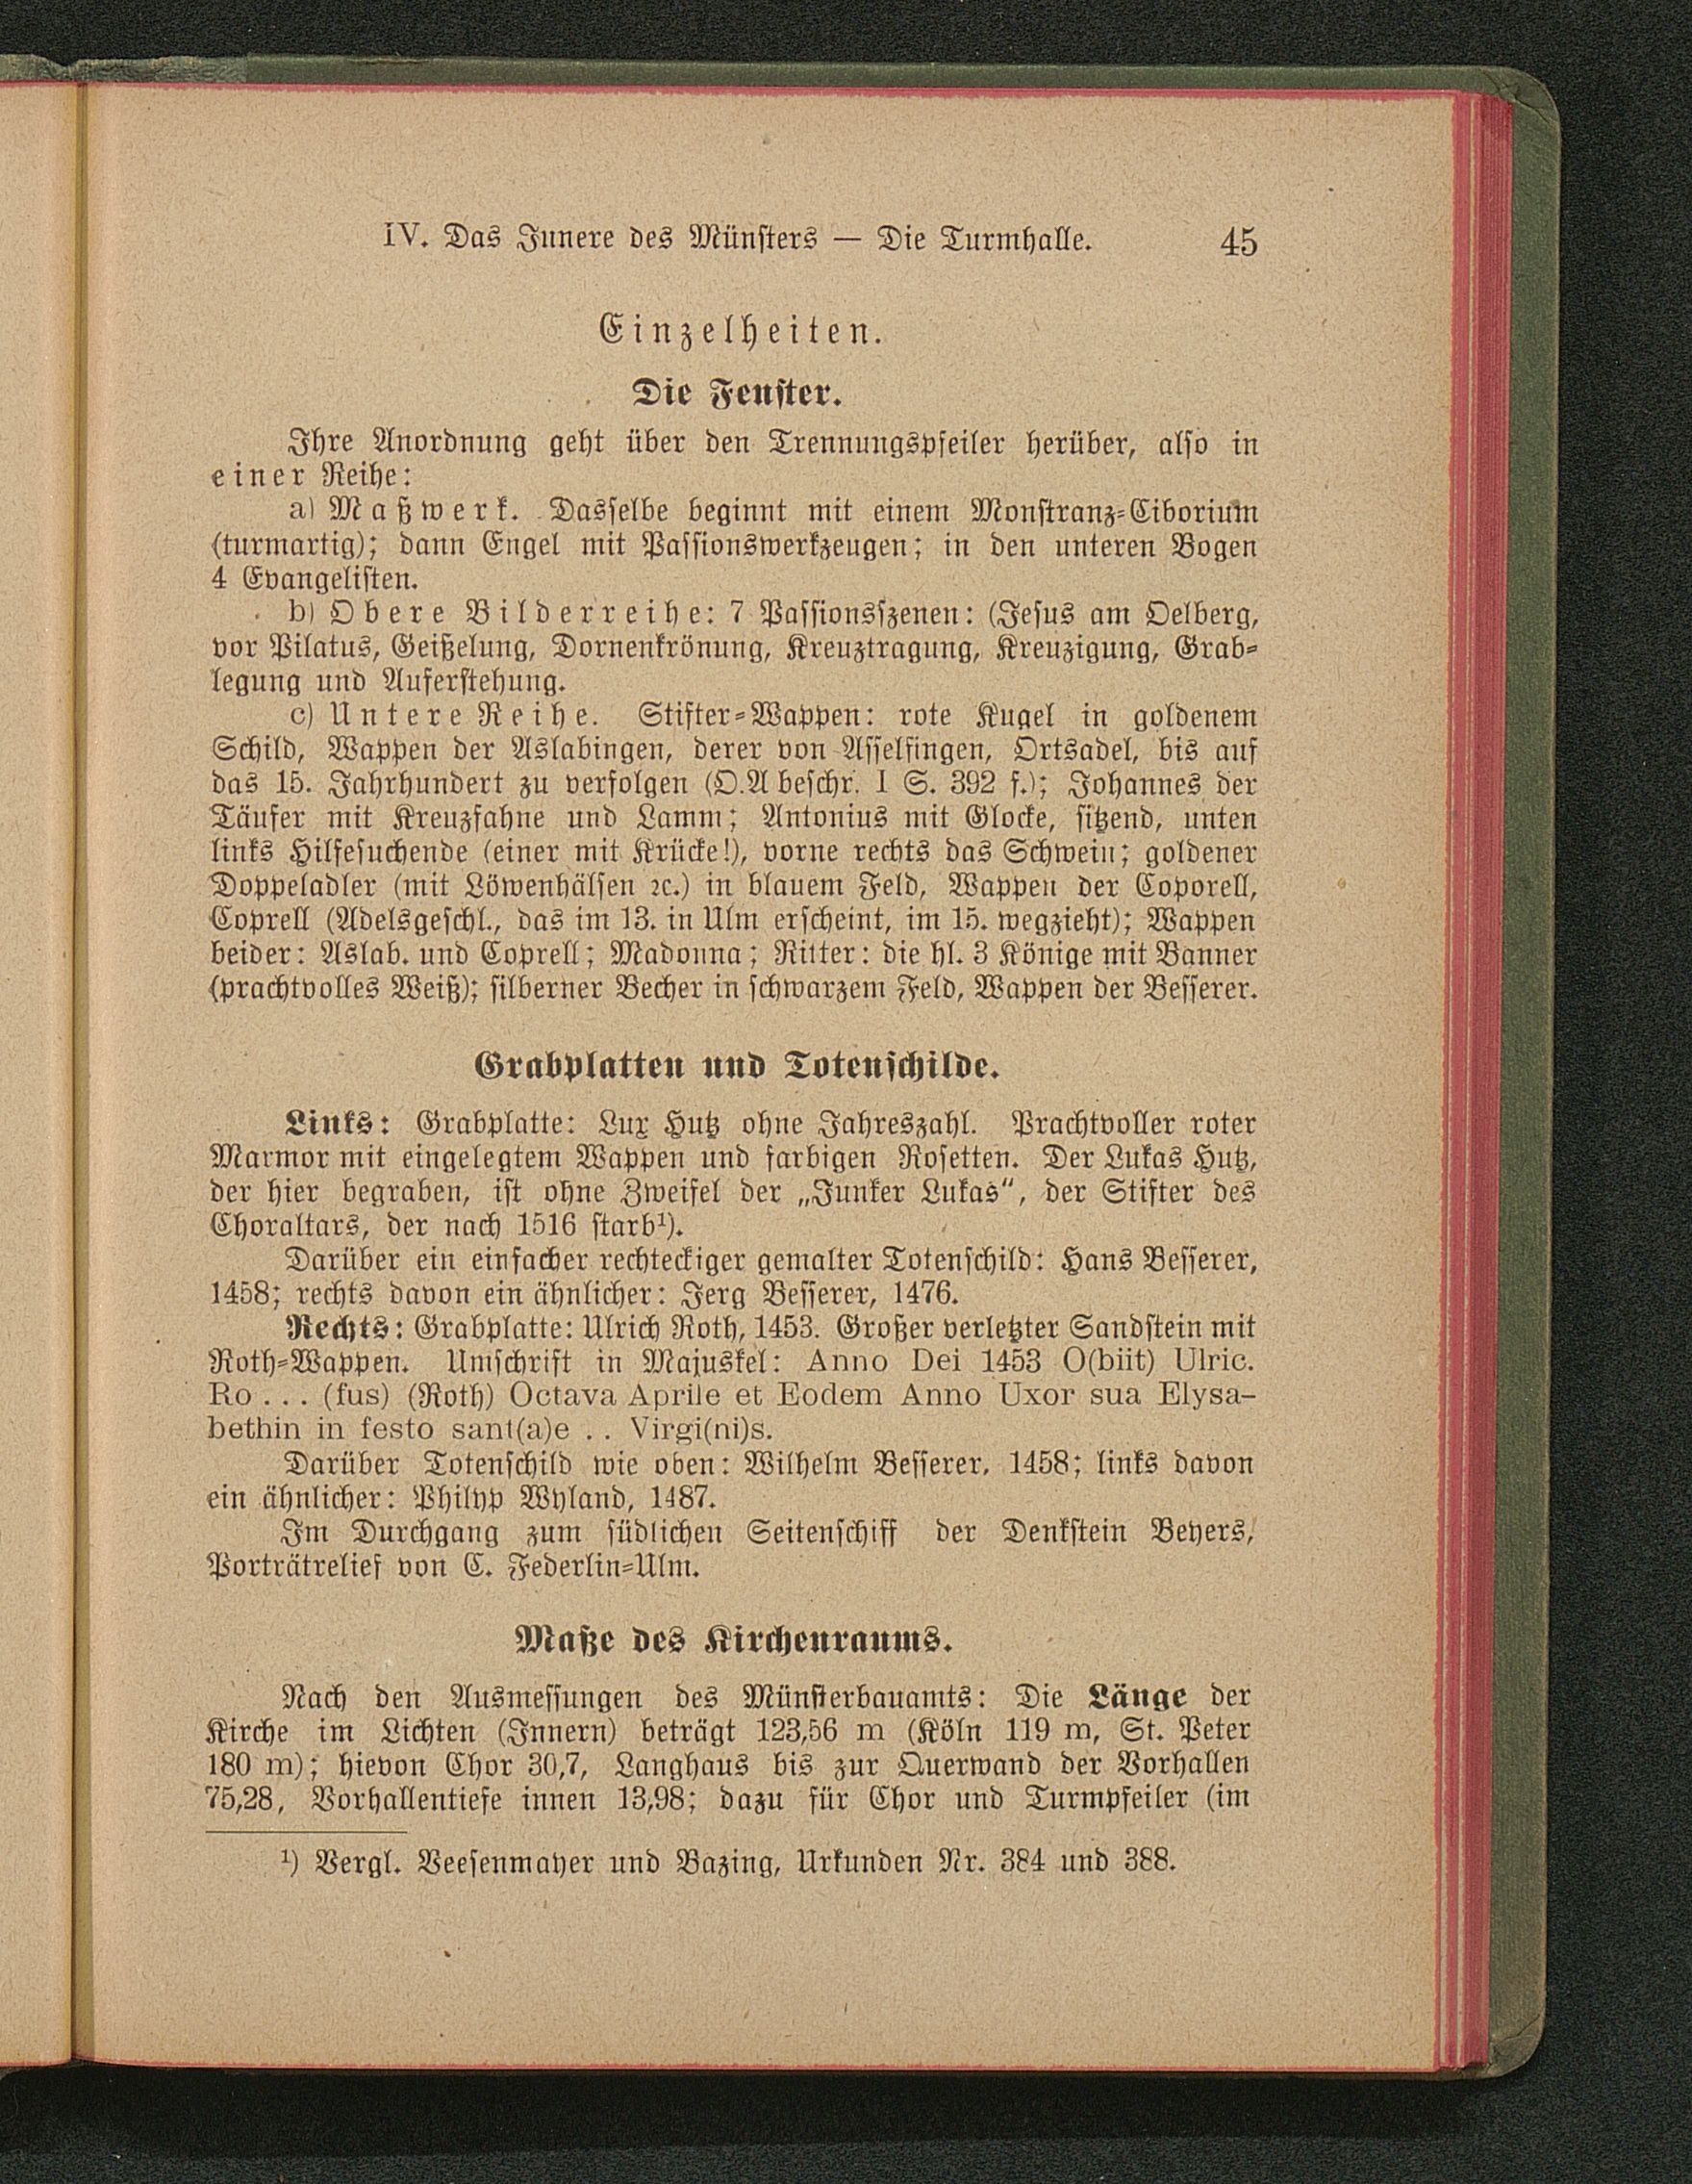 IV. Das Innere des Münsters — Die Turmhalle. 45
Einzelheiten.
Die Fenster.
Ihre Anordnung geht über den Trennungspfeiler herüber, also in
einer Reihe:
a) Maßwerk. Dasselbe beginnt mit einem Monstranz-Ciborium
(turmartig); dann Engel mit Passionswerkzeugen; in den unteren Bogen
4 Evangelisten.
b) Obere Bilderreihe: 7 Passionsszenen: (Jesus am Oelberg,
vor Pilatus, Geißelung, Dornenkrönung, Kreuztragung, Kreuzigung, Grab-
legung und Auferstehung.
c) Untere Reihe. Stifter-Wappen: rote Kugel in goldenem
Schild, Wappen der Aslabingen, derer von Asselfingen, Ortsadel, bis auf
das 15. Jahrhundert zu verfolgen (O.A beschr. I S. 392 f.); Johannes der
Täufer mit Kreuzfahne und Lamm; Antonius mit Glocke, sitzend, unten
links Hilfesuchende (einer mit Krücke!), vorne rechts das Schwein; goldener
Doppeladler (mit Löwenhälsen ꝛc.) in blauem Feld, Wappen der Coporell,
Coprell (Adelsgeschl., das im 13. in Ulm erscheint, im 15. wegzieht); Wappen
beider: Aslab. und Coprell; Madonna; Ritter: die hl. 3 Könige mit Banner
(prachtvolles Weiß); silberner Becher in schwarzem Feld, Wappen der Besserer.
Grabplatten und Totenschilde.
Links: Grabplatte: Lux Hutz ohne Jahreszahl. Prachtvoller roter
Marmor mit eingelegtem Wappen und farbigen Rosetten. Der Lukas Hutz,
der hier begraben, ist ohne Zweifel der „Junker Lukas“, der Stifter des
Choraltars, der nach 1516 starb¹).
Darüber ein einfacher rechteckiger gemalter Totenschild: Hans Besserer,
1458; rechts davon ein ähnlicher: Jerg Besserer, 1476.
Rechts: Grabplatte: Ulrich Roth, 1453. Großer verletzter Sandstein mit
Roth-Wappen. Umschrift in Majuskel: Anno Dei 1453 O(biit) Ulric.
Ro . . . (fus) (Roth) Octava Aprile et Eodem Anno Uxor sua Elysa-
bethin in festo sant(a)e . . Virgi(ni)s.
Darüber Totenschild wie oben: Wilhelm Besserer, 1458; links davon
ein ähnlicher: Philyp Wyland, 1487.
Im Durchgang zum südlichen Seitenschiff der Denkstein Beyers,
Porträtrelief von C. Federlin-Ulm.
Maße des Kirchenraums.
Nach den Ausmessungen des Münsterbauamts: Die Länge der
Kirche im Lichten (Innern) beträgt 123,56 m (Köln 119 m, St. Peter
180 m); hievon Chor 30,7, Langhaus bis zur Querwand der Vorhallen
75,28, Vorhallentiefe innen 13,98; dazu für Chor und Turmpfeiler (im
¹) Vergl. Veesenmayer und Bazing, Urkunden Nr. 384 und 388.